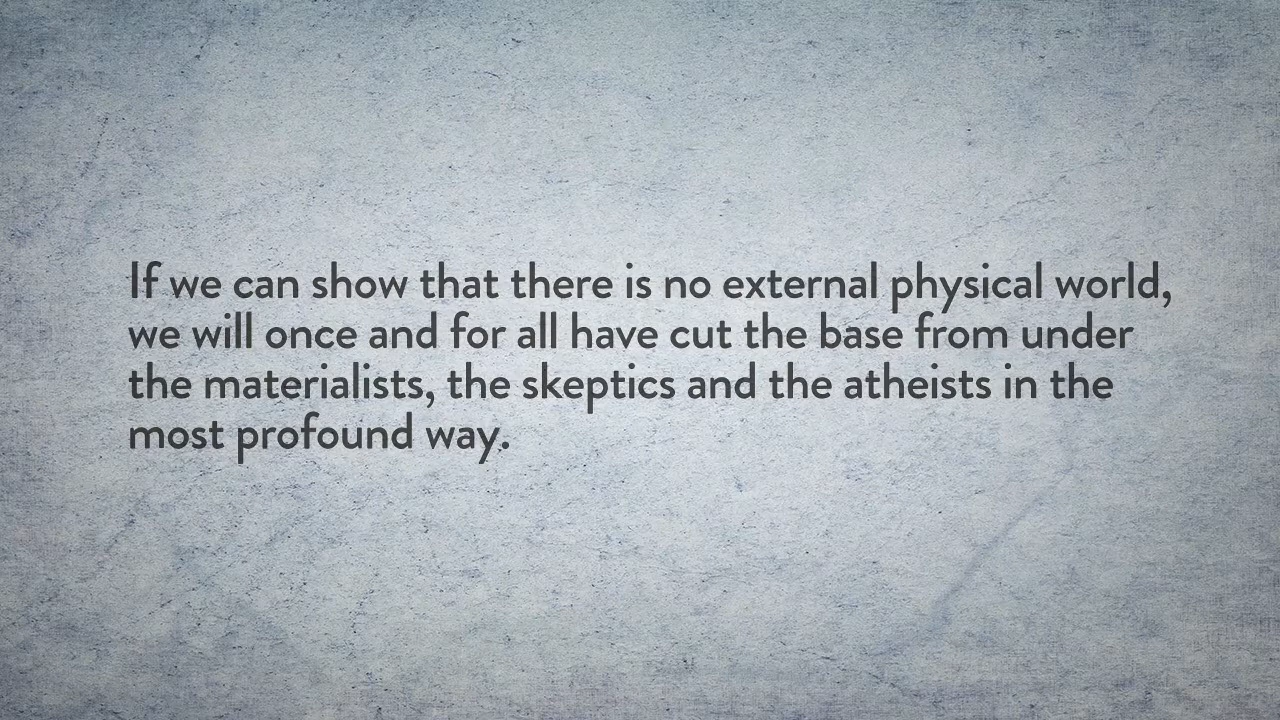 If we can show that there is no external physical world,
we will once and for all have cut the base from under
the materialists, the skeptics and the atheists in the
most profound way.